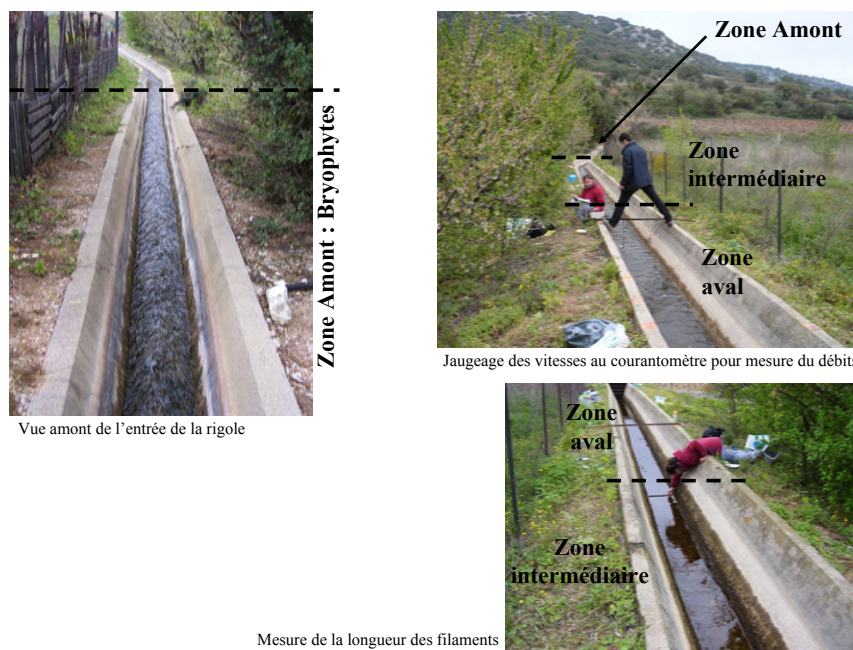 Zone Amont : Bryophytes
Vue amont de l'entrée de la rigole
Zone Amont
Zone
intermédiaire
Zone
aval
Jaugeage des vitesses au courantomètre pour mesure du débit
Zone
aval
Zone
intermédiaire
Mesure de la longueur des filaments